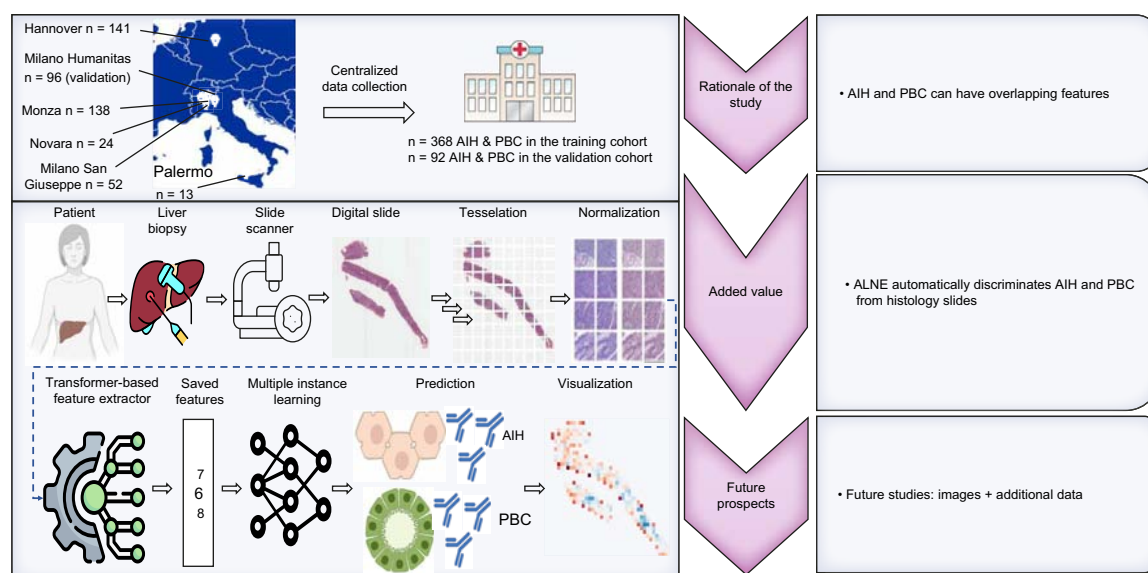 Hannover n = 141
Milano Humanitas
n = 96 (validation)
Monza n = 138
Novara n = 24
Milano San
Giuseppe n = 52
Palermo
n = 13
Centralized
data collection
n = 368 AIH & PBC in the training cohort
n = 92 AIH & PBC in the validation cohort
Patient
Liver
biopsy
Slide
scanner
Digital slide
Tesselation
Normalization
Transformer-based
feature extractor
Saved
features
7
6
8
Multiple instance
learning
Prediction
AIH
PBC
Visualization
Rationale of the
study
• AIH and PBC can have overlapping features
Added value
• ALNE automatically discriminates AIH and PBC
from histology slides
Future
prospects
• Future studies: images + additional data